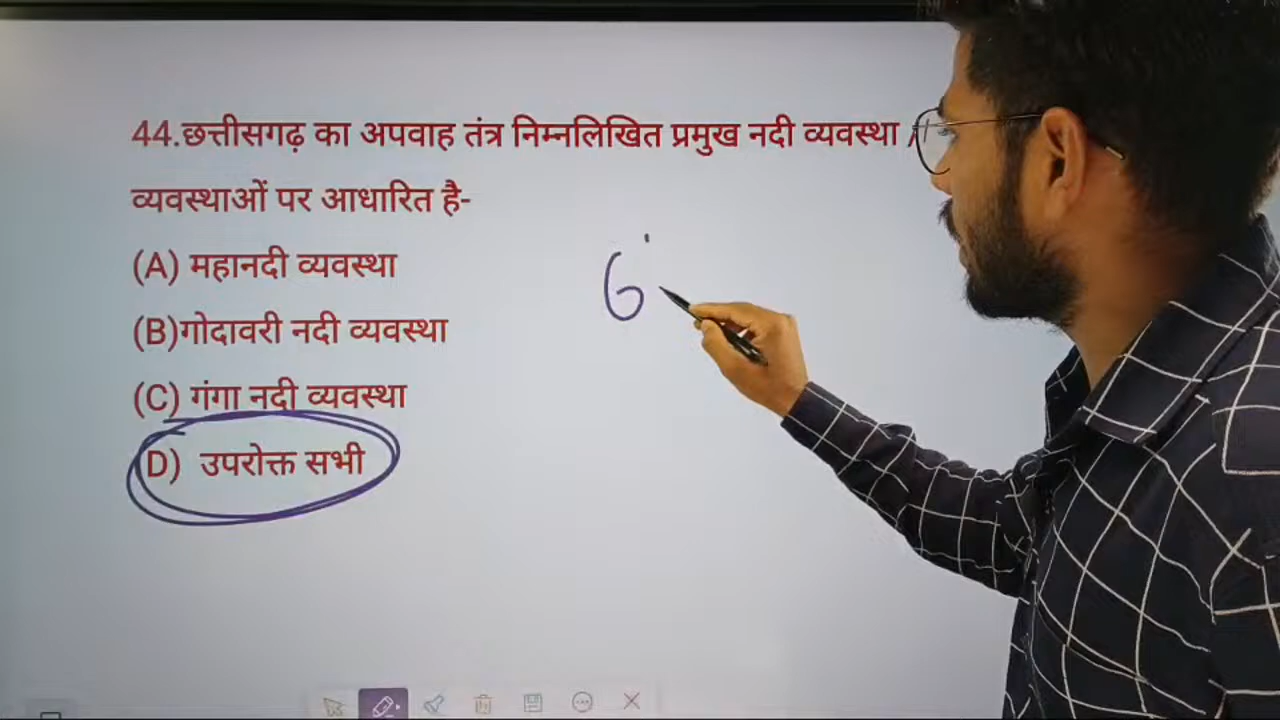 44.छत्तीसगढ़ का अपवाह तंत्र निम्नलिखित प्रमुख नदी व्यवस्था /
व्यवस्थाओं पर आधारित है-
(A) महानदी व्यवस्था
(B)गोदावरी नदी व्यवस्था
(C) गंगा नदी व्यवस्था
D) उपरोक्त सभी
6